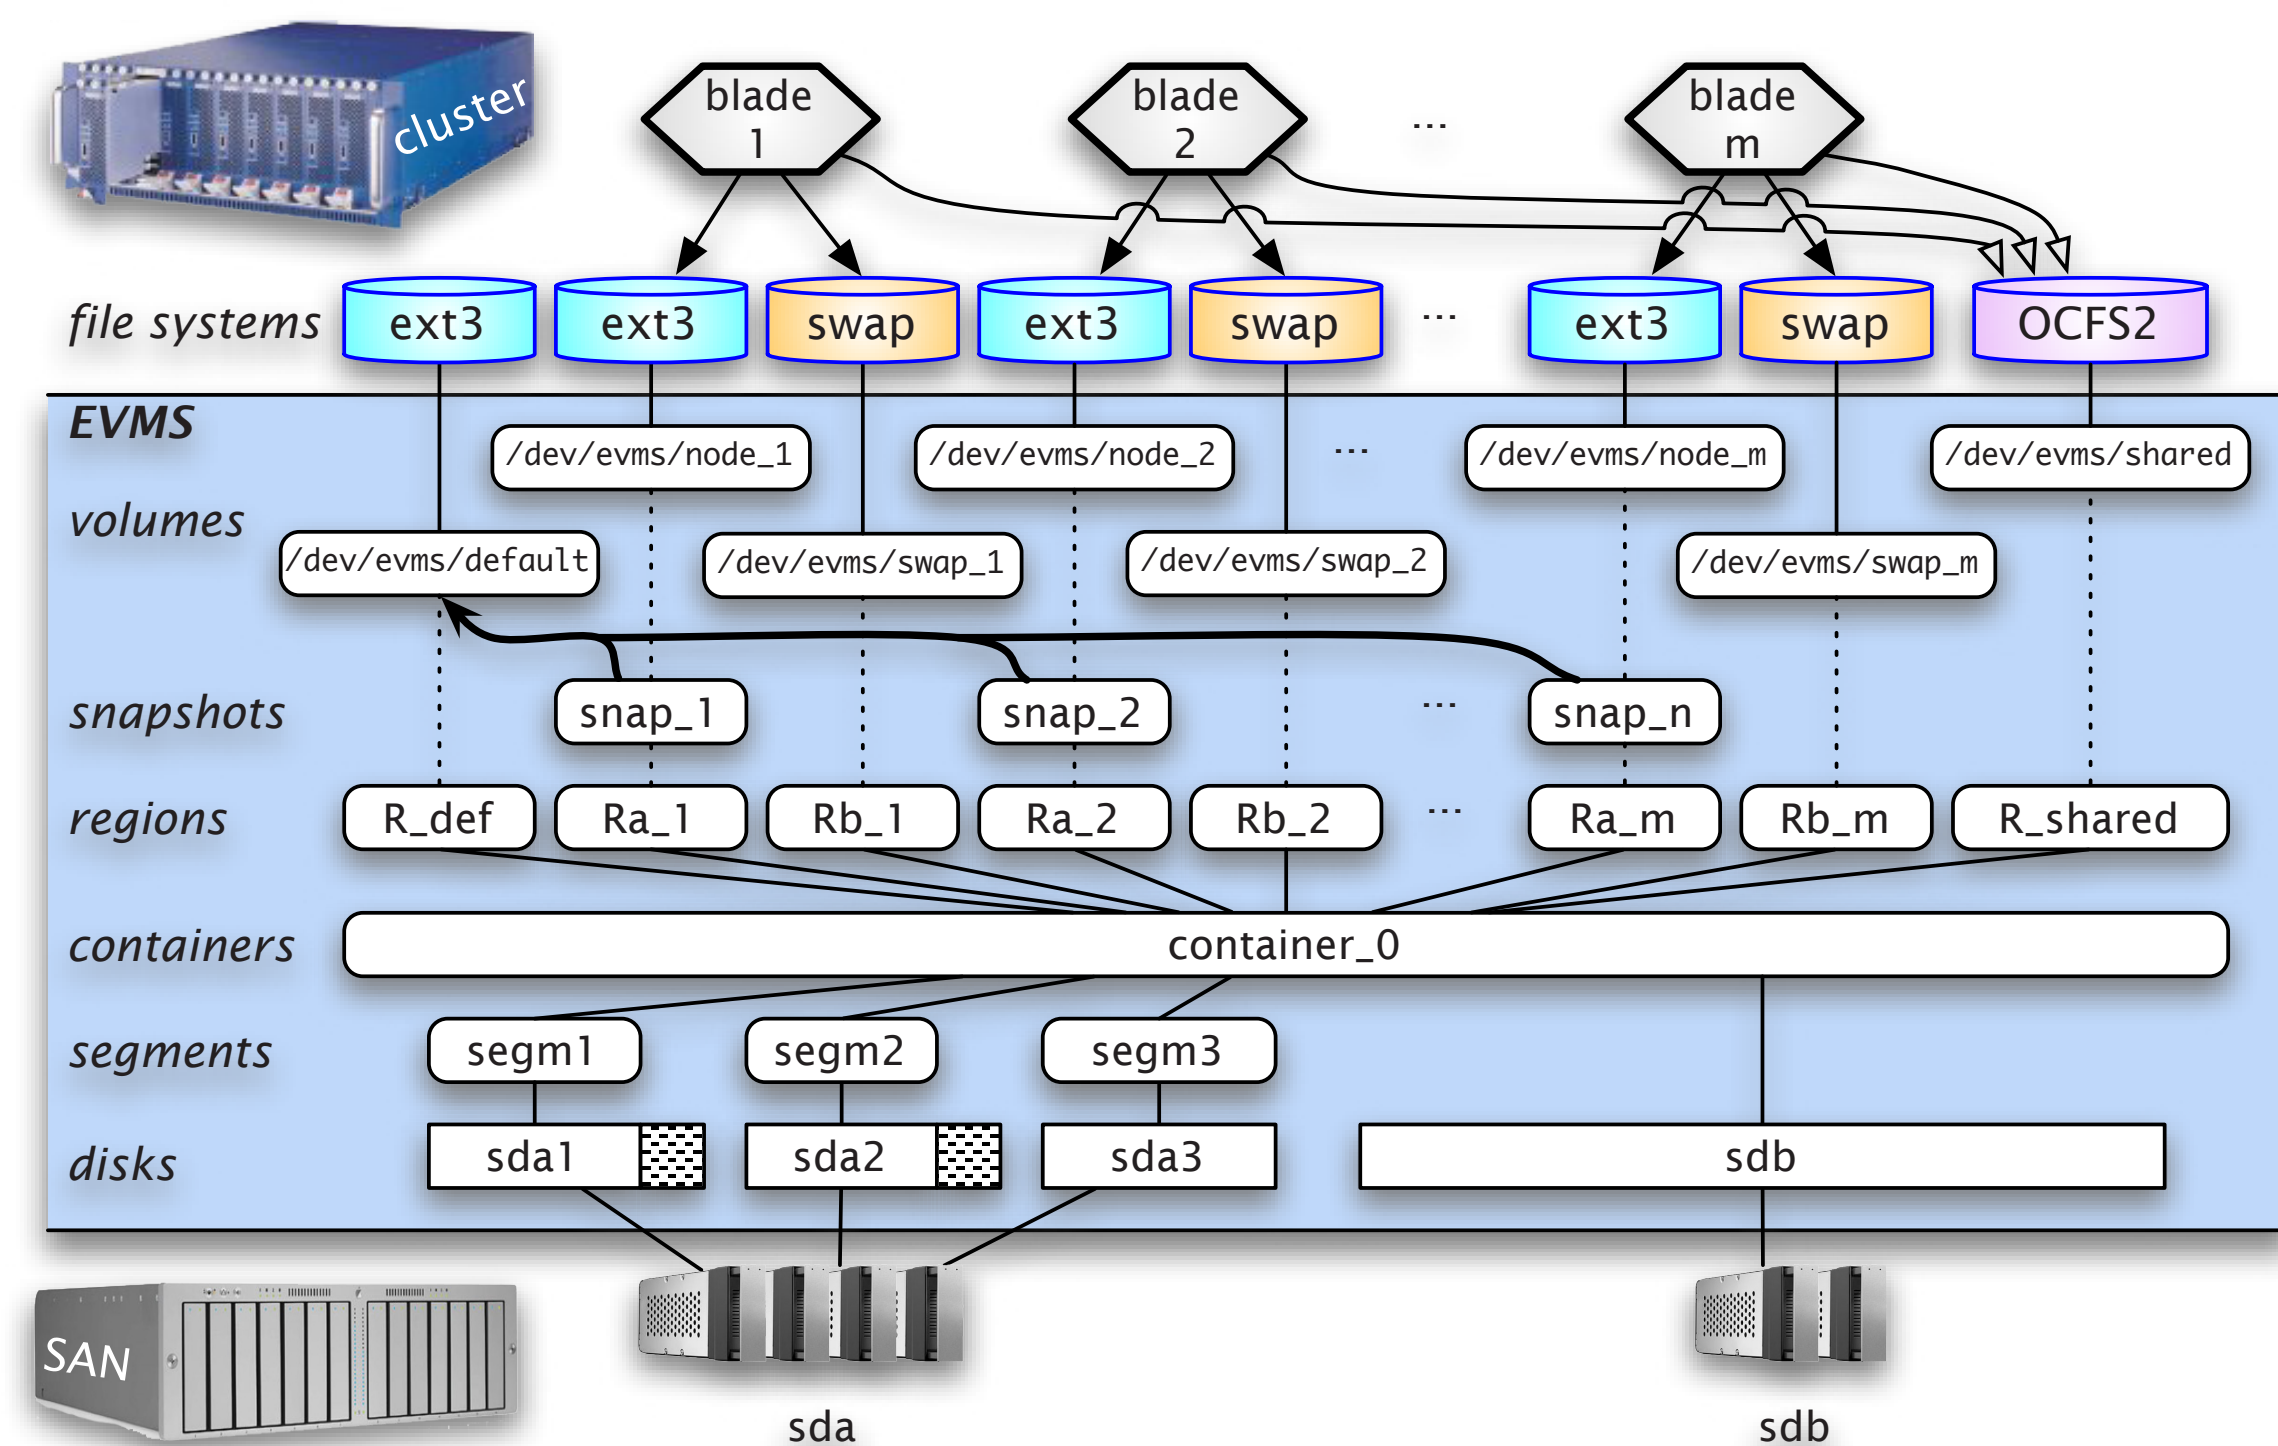 cluster
blade
1
blade
2
...
blade
m
file systems
ext3
ext3
swap
ext3
swap
...
ext3
swap
OCFS2
EVMS
/dev/evms/node_1
/dev/evms/node_2
...
/dev/evms/node_m
/dev/evms/shared
volumes
/dev/evms/default
/dev/evms/swap_1
/dev/evms/swap_2
/dev/evms/swap_m
snapshots
snap_1
snap_2
...
snap_n
regions
R_def
Ra_1
Rb_1
Ra_2
Rb_2
...
Ra_m
Rb_m
R_shared
containers
container_0
segments
segm1
segm2
segm3
disks
sda1
sda2
sda3
sdb
SAN
sda
sdb